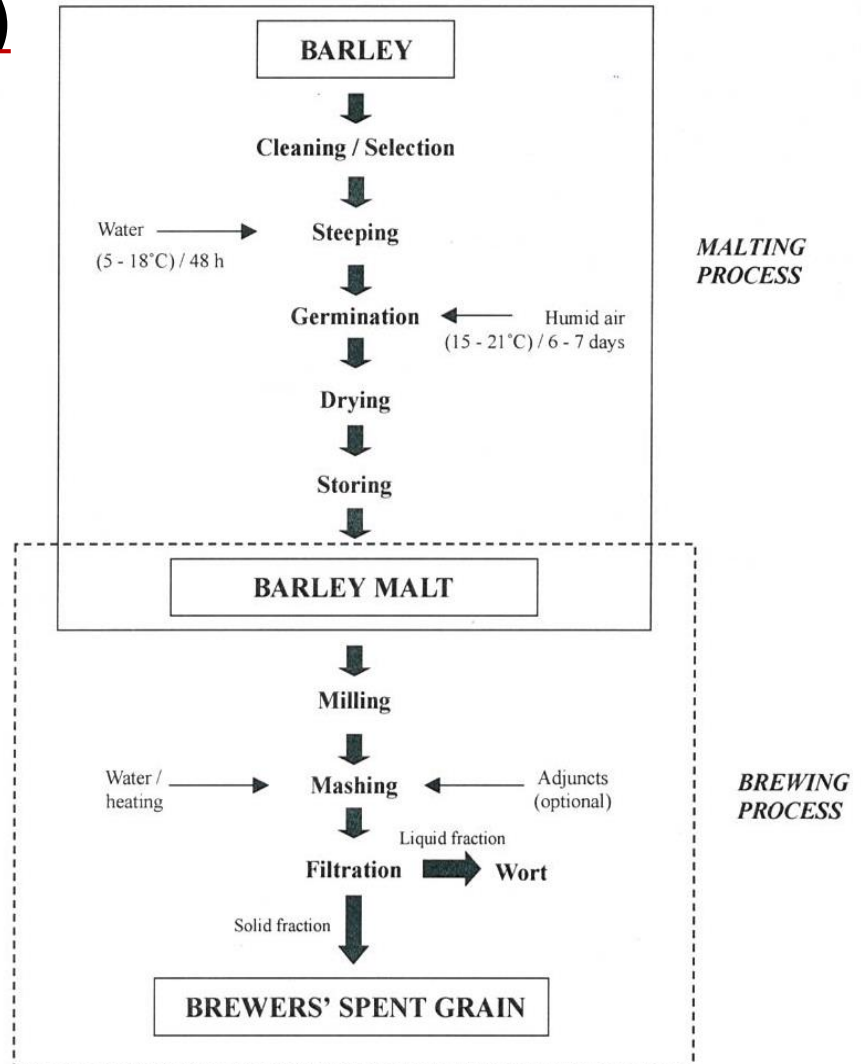 )
BARLEY
Cleaning / Selection
Water
(5 - 18˚C) / 48 h
Steeping
MALTING
PROCESS
Germination
Humid air
(15 - 21˚C) / 6 - 7 days
Drying
Storing
BARLEY MALT
Milling
Water /
heating
Mashing
Adjuncts
(optional)
BREWING
PROCESS
Liquid fraction
Filtration
Wort
Solid fraction
BREWERS’ SPENT GRAIN